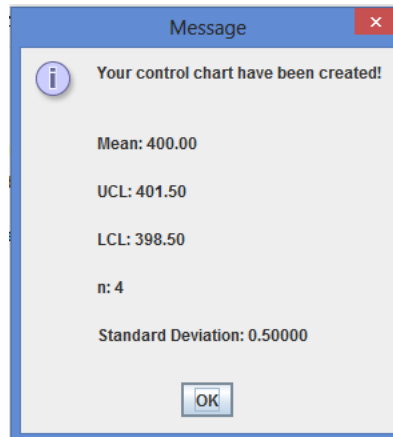 Message
Your control chart have been created!
Mean: 400.00
UCL: 401.50
LCL: 398.50
n: 4
Standard Deviation: 0.50000
OK